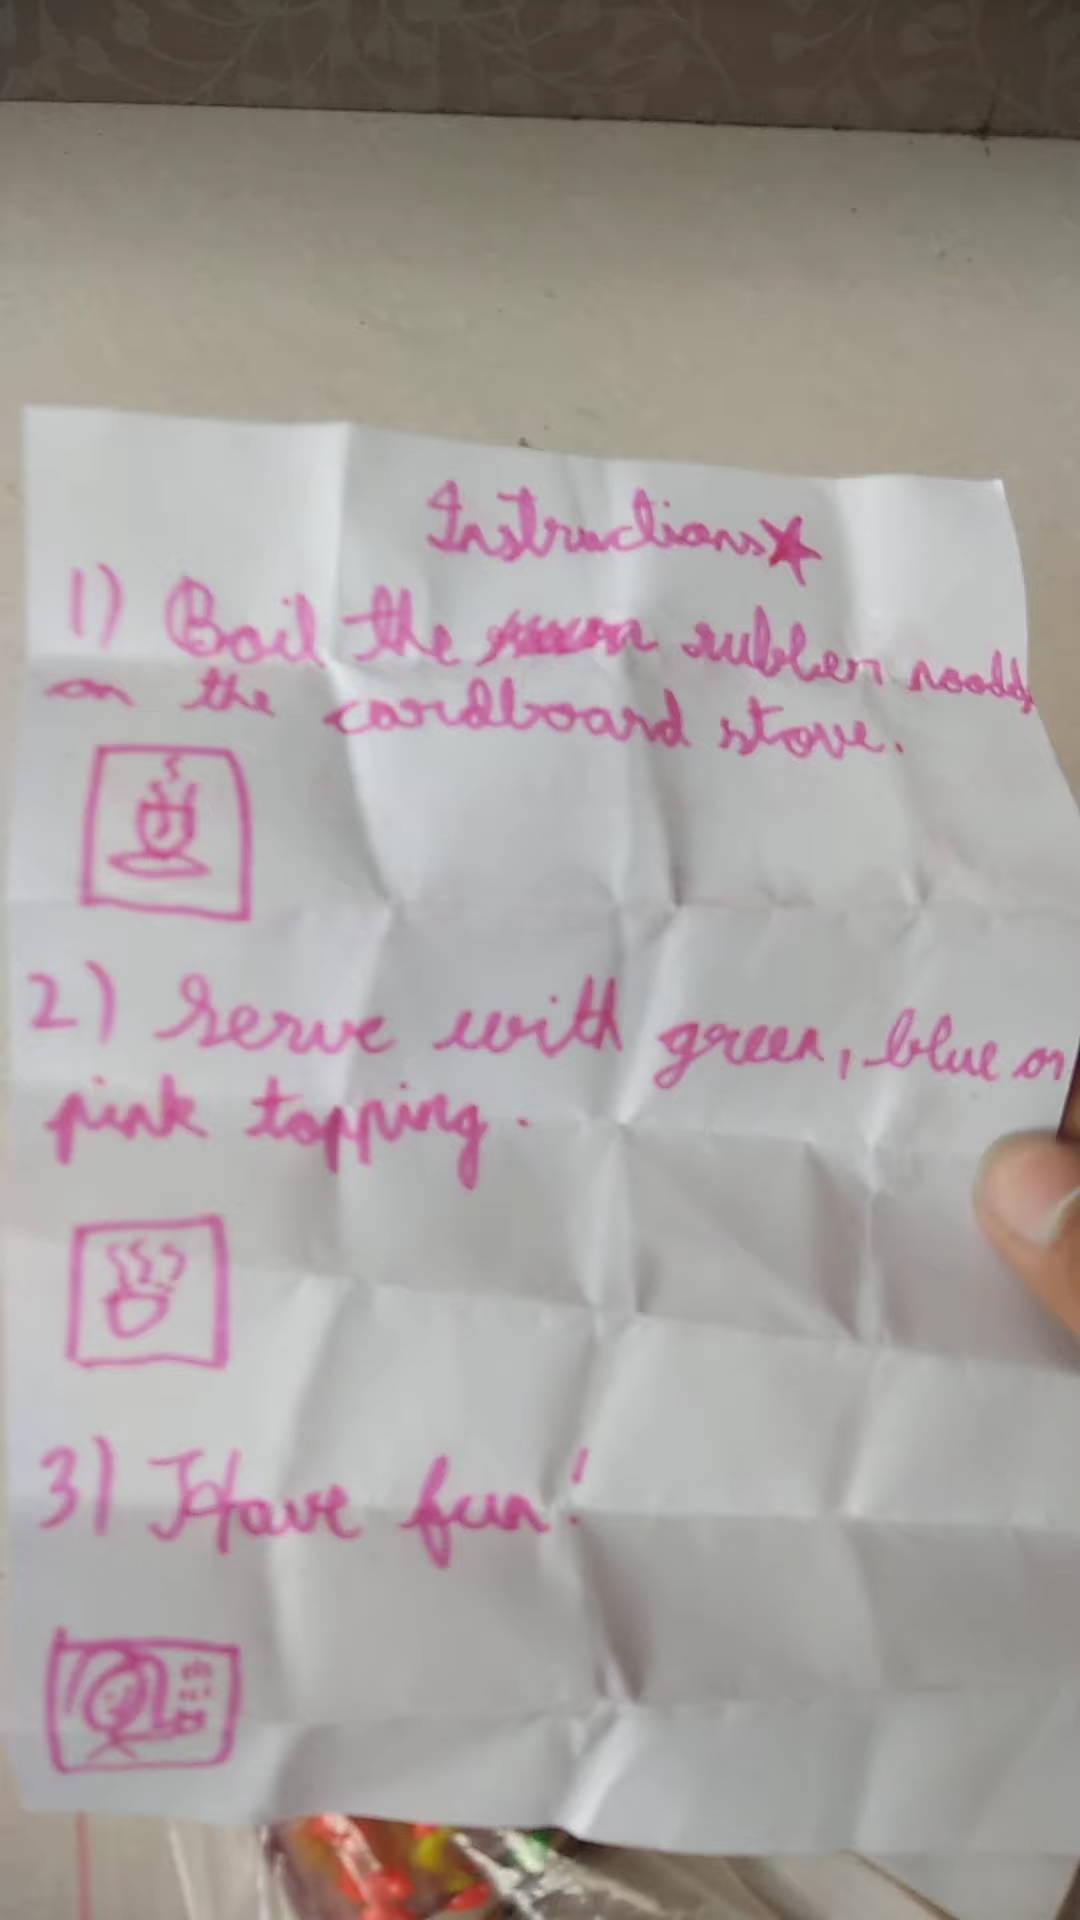 Instructions
1) Boil the rubber
on the cardboard stove.
2) Serve with green, blue or
pink topping.
3) Have fun!